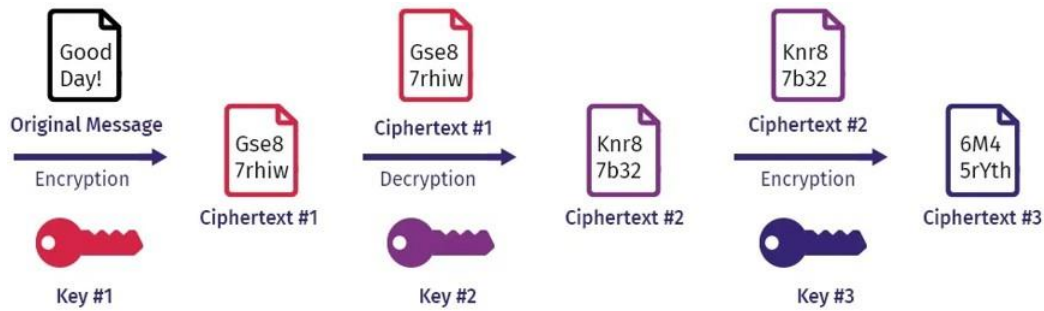 Good
Day!
Original Message
Encryption
Key #1
Gse8
7rhiw
Ciphertext #1
Gse8
7rhiw
Ciphertext #1
Decryption
Key #2
Knr8
7b32
Ciphertext #2
Knr8
7b32
Ciphertext #2
Encryption
Key #3
6M4
5rYth
Ciphertext #3